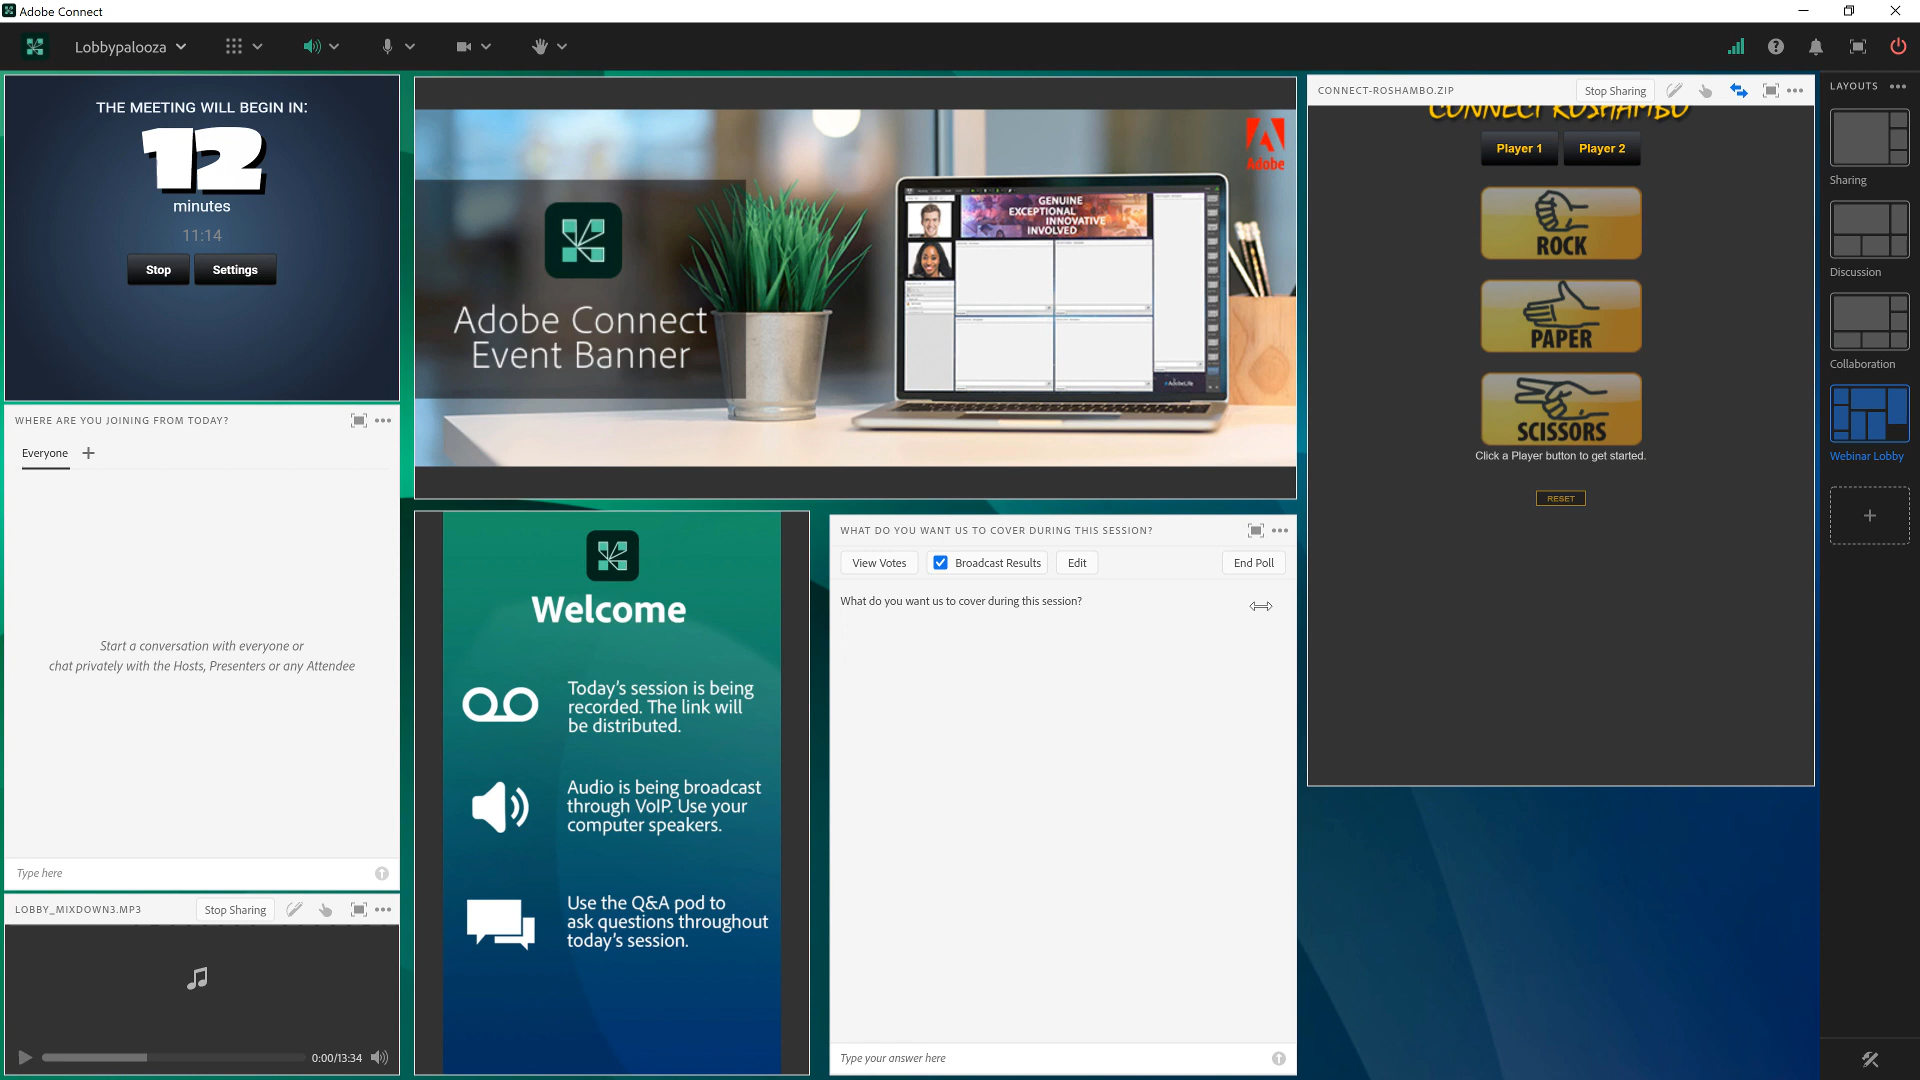 Adobe Connect
Lobbypalooza
THE MEETING WILL BEGIN IN:
12
minutes
11:14
Stop
Settings
WHERE ARE YOU JOINING FROM TODAY?
Everyone
Start a conversation with everyone or
chat privately with the Hosts, Presenters or any Attendee
Type here
LOBBY_MIXDOWN3.MP3
Stop Sharing
0:00/13:34
Adobe
GENUINE
EXCEPTIONAL
INNOVATIVE
INVOLVED
AdobeLife
Adobe Connect
Event Banner
Welcome
Today's session is being
recorded. The link will
be distributed.
Audio is being broadcast
through VoIP. Use your
computer speakers.
Use the Q&A pod to
ask questions throughout
today's session.
WHAT DO YOU WANT US TO COVER DURING THIS SESSION?
View Votes
Broadcast Results
Edit
End Poll
What do you want us to cover during this session?
Type your answer here
CONNECT-ROSHAMBO.ZIP
Stop Sharing
CONNECT ROSHAMBO
Player 1
Player 2
ROCK
PAPER
SCISSORS
Click a Player button to get started.
RESET
LAYOUTS
Sharing
Discussion
Collaboration
Webinar Lobby